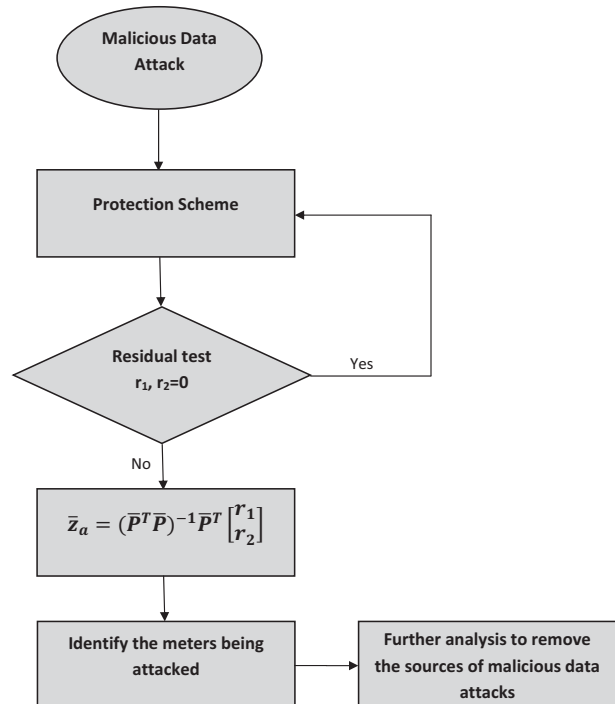 Malicious Data
Attack
Protection Scheme
Residual test
r₁, r₂=0
Yes
No
z̄ₐ = (P̄ᵀP̄)⁻¹P̄ᵀ [r₁ r₂]
Identify the meters being
attacked
Further analysis to remove
the sources of malicious data
attacks